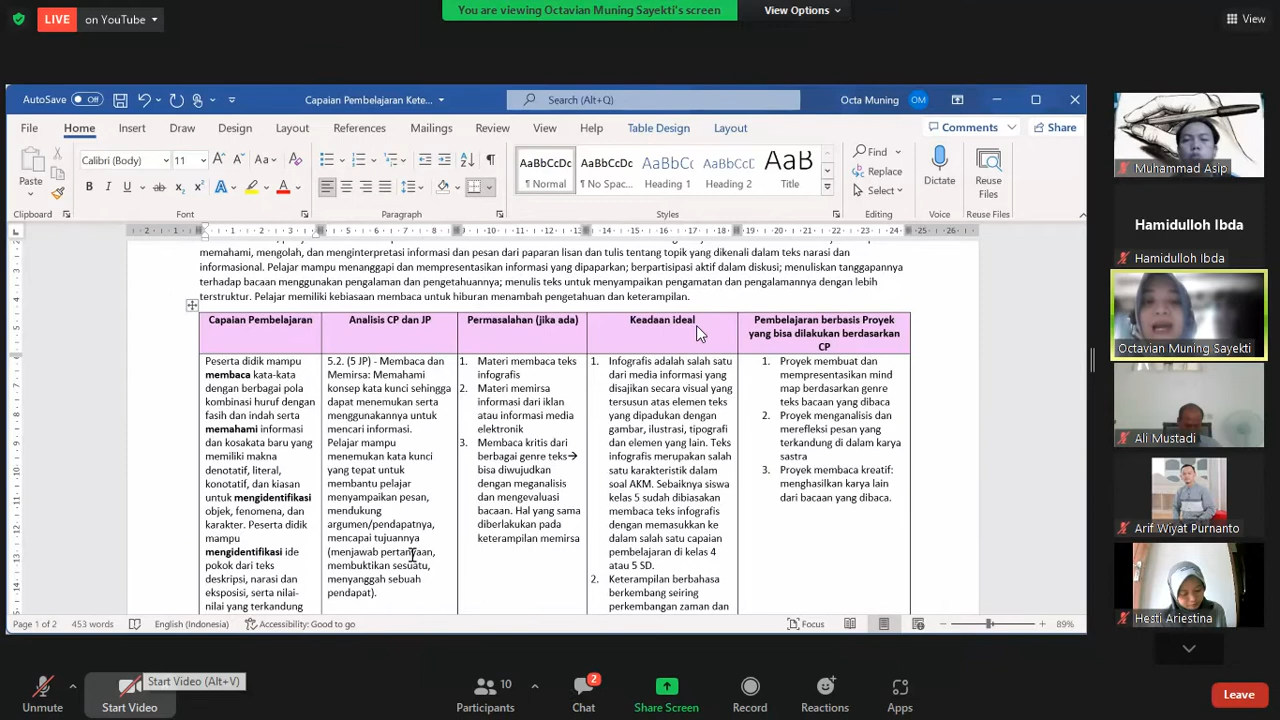 LIVE on YouTube
You are viewing Octavian Muning Sayekti's screen
View Options
View
AutoSave Off
Capaian Pembelajaran Kete...
Search (Alt+Q)
Octa Muning OM
File Home Insert Draw Design Layout References Mailings Review View Help Table Design Layout
Comments Share
Paste
Calibri (Body) 11
AaBbCcDc AaBbCcDc AaBbCc AaBbCcD AaB
Normal No Spac... Heading 1 Heading 2 Title
Find
Replace
Select
Dictate
Reuse
Files
Clipboard Font Paragraph Styles Editing Voice Reuse Files
memahami, mengolah, dan menginterpretasi informasi dan pesan dari paparan lisan dan tulis tentang topik yang dikenali dalam teks narasi dan
informasional. Pelajar mampu menanggapi dan mempresentasikan informasi yang dipaparkan; berpartisipasi aktif dalam diskusi; menuliskan tanggapannya
terhadap bacaan menggunakan pengalaman dan pengetahuannya; menulis teks untuk menyampaikan pengamatan dan pengalamannya dengan lebih
terstruktur. Pelajar memiliki kebiasaan membaca untuk hiburan menambah pengetahuan dan keterampilan.
Capaian Pembelajaran
Analisis CP dan JP
Permasalahan (jika ada)
Keadaan ideal
Pembelajaran berbasis Proyek
yang bisa dilakukan berdasarkan
CP
Peserta didik mampu
membaca kata-kata
dengan berbagai pola
kombinasi huruf dengan
fasih dan indah serta
memahami informasi
dan kosakata baru yang
memiliki makna
denotatif, literal,
konotatif, dan kiasan
untuk mengidentifikasi
objek, fenomena, dan
karakter. Peserta didik
mampu
mengidentifikasi ide
pokok dari teks
deskripsi, narasi dan
eksposisi, serta nilai-
nilai yang terkandung
5.2. (5 JP) - Membaca dan
Memirsa: Memahami
konsep kata kunci sehingga
dapat menemukan serta
menggunakannya untuk
mencari informasi.
Pelajar mampu
menemukan kata kunci
yang tepat untuk
membantu pelajar
menyampaikan pesan,
mendukung
argumen/pendapatnya,
mencapai tujuannya
(menjawab pertanyaan,
membuktikan sesuatu,
menyanggah sebuah
pendapat).
1. Materi membaca teks
infografis
2. Materi memirsa
informasi dari iklan
atau informasi media
elektronik
3. Membaca kritis dari
berbagai genre teks→
bisa diwujudkan
dengan meganalisis
dan mengevaluasi
bacaan. Hal yang sama
diberlakukan pada
keterampilan memirsa
1. Infografis adalah salah satu
dari media informasi yang
disajikan secara visual yang
tersusun atas elemen teks
yang dipadukan dengan
gambar, ilustrasi, tipografi
dan elemen yang lain. Teks
infografis merupakan salah
satu karakteristik dalam
soal AKM. Sebaiknya siswa
kelas 5 sudah dibiasakan
membaca teks infografis
dengan memasukkan ke
dalam salah satu capaian
pembelajaran di kelas 4
atau 5 SD.
2. Keterampilan berbahasa
berkembang seiring
perkembangan zaman dan
1. Proyek membuat dan
mempresentasikan mind
map berdasarkan genre
teks bacaan yang dibaca
2. Proyek menganalisis dan
merefleksi pesan yang
terkandung di dalam karya
sastra
3. Proyek membaca kreatif:
menghasilkan karya lain
dari bacaan yang dibaca.
Page 1 of 2 453 words English (Indonesia) Accessibility: Good to go Focus 89%
Muhammad Asip
Hamidulloh Ibda
Hamidulloh Ibda
Octavian Muning Sayekti
Ali Mustadi
Arif Wiyat Purnanto
Hesti Ariestina
Start Video (Alt+V)
Unmute
Start Video
10
Participants
2
Chat
Share Screen
Record
Reactions
Apps
Leave